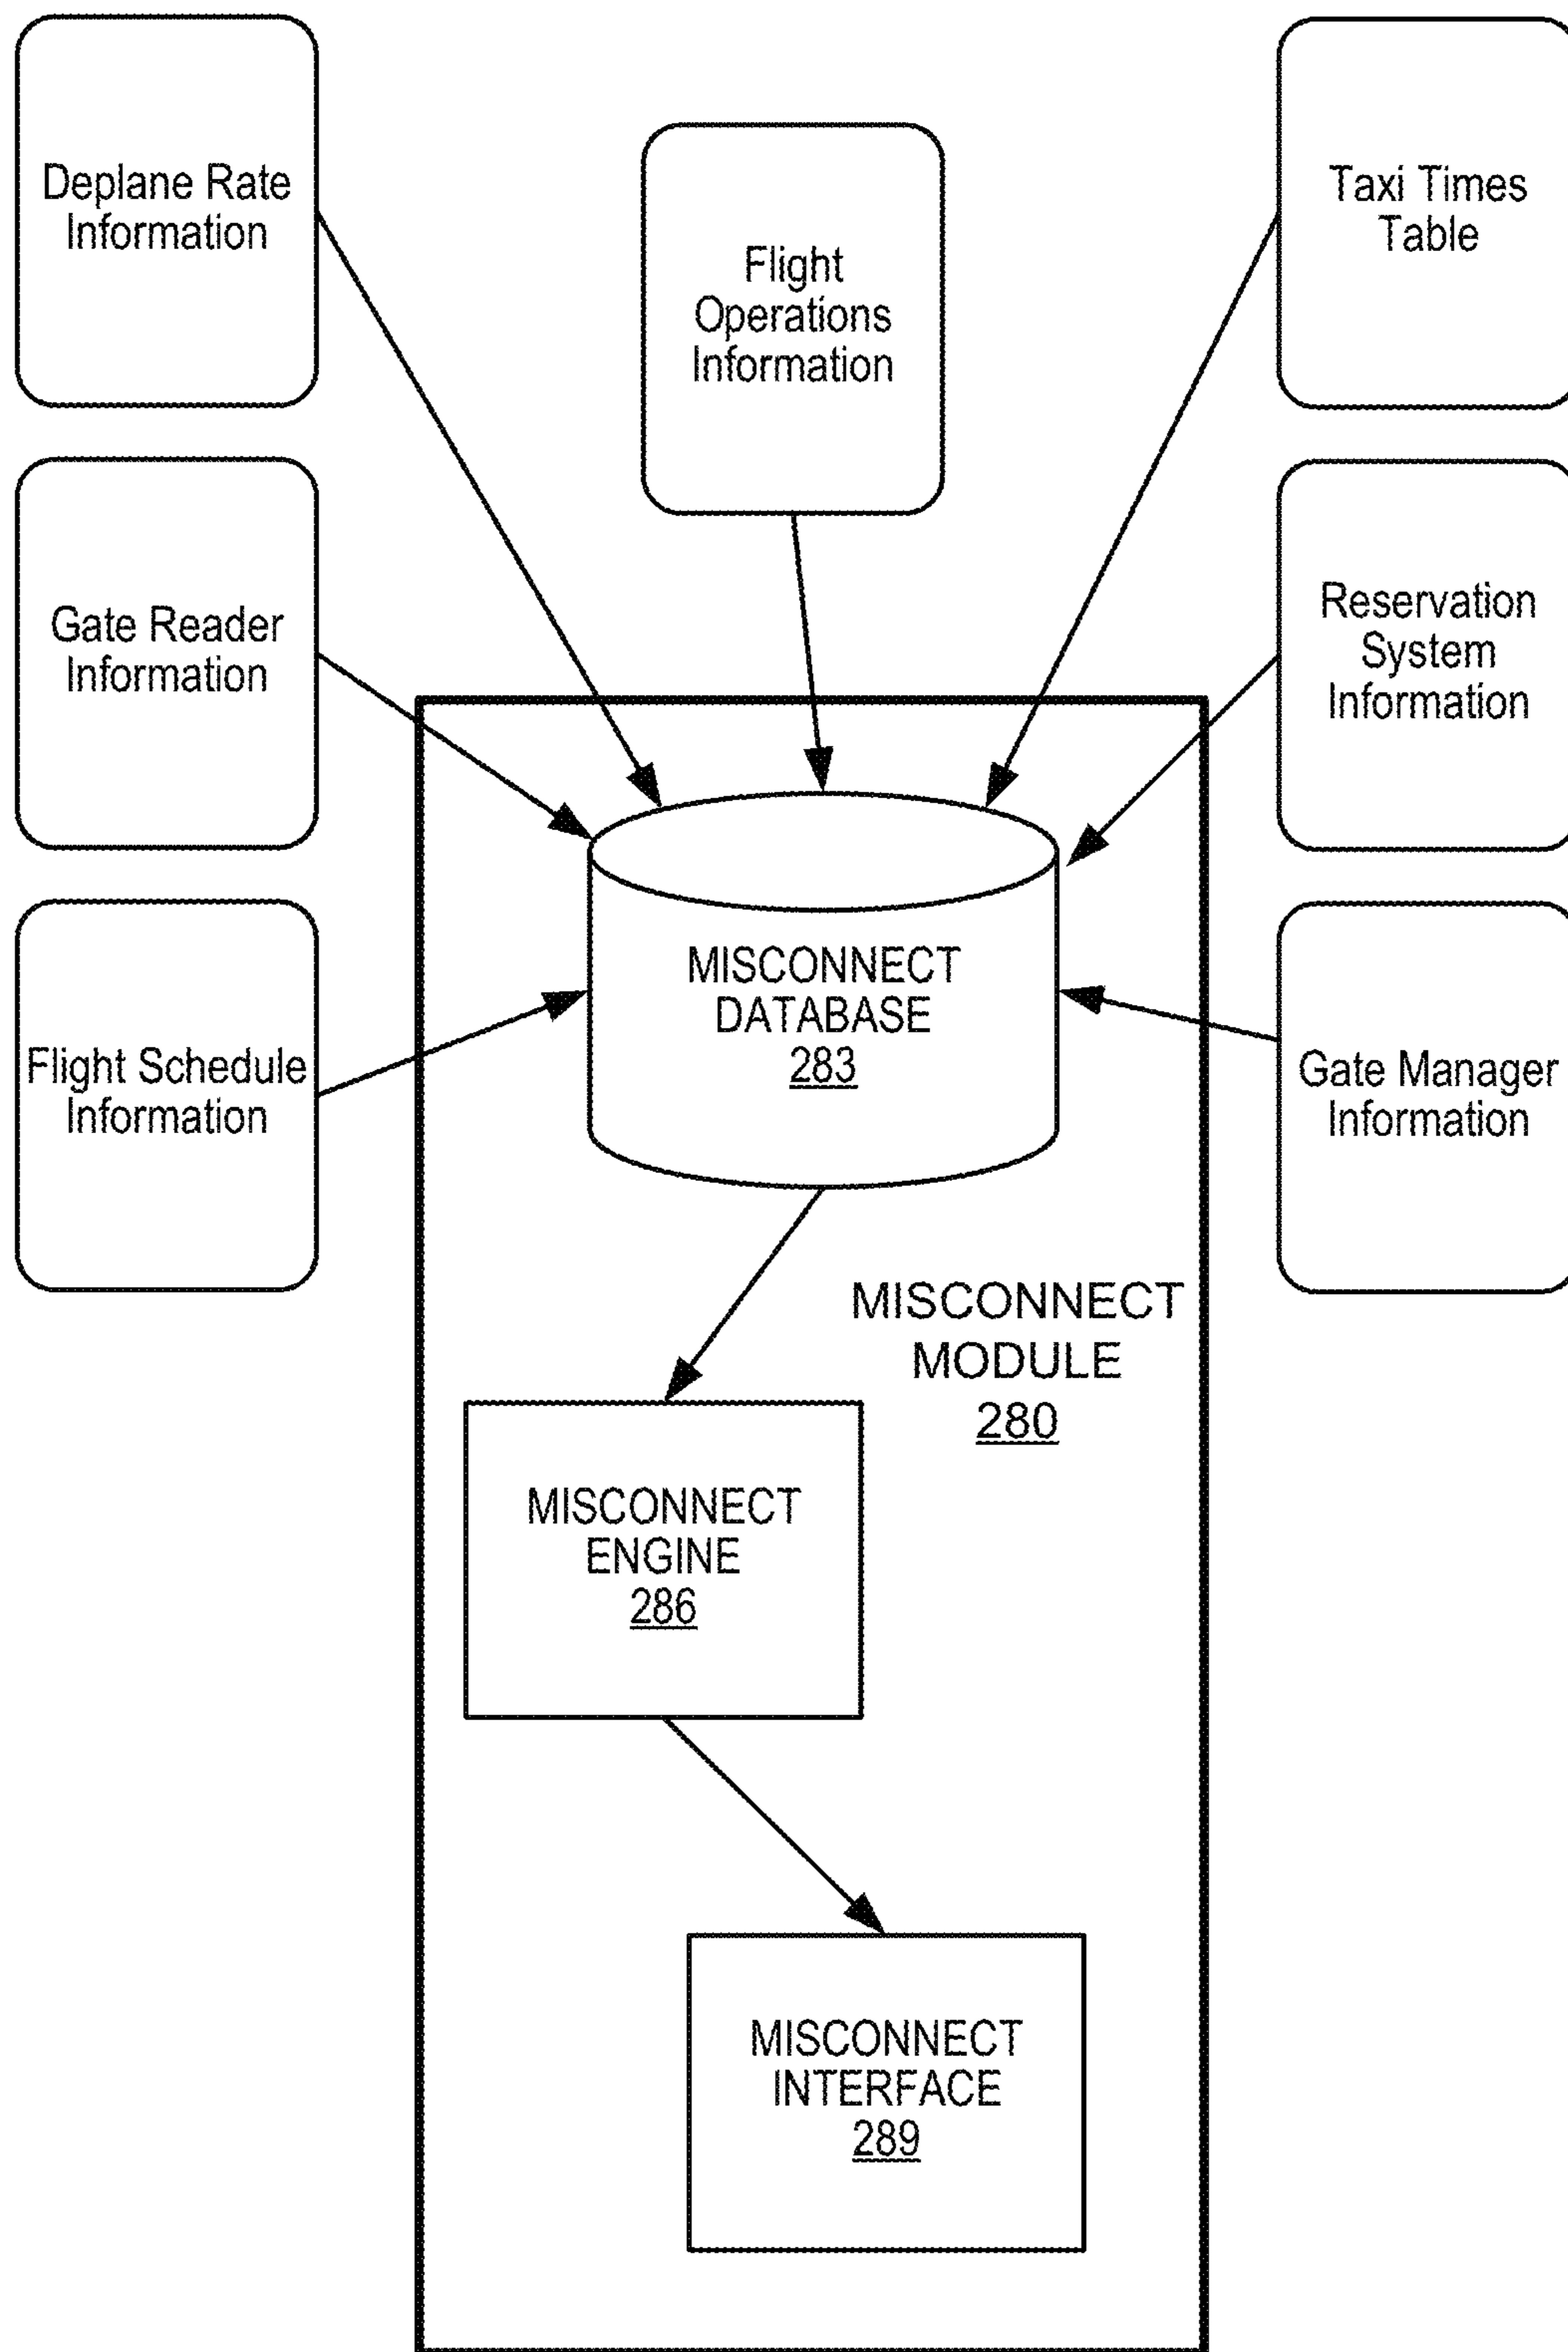 Deplane Rate
Information
Flight
Operations
Information
Taxi Times
Table
Gate Reader
Information
Reservation
System
Information
Flight Schedule
Information
MISCONNECT
DATABASE
283
Gate Manager
Information
MISCONNECT
MODULE
280
MISCONNECT
ENGINE
286
MISCONNECT
INTERFACE
289